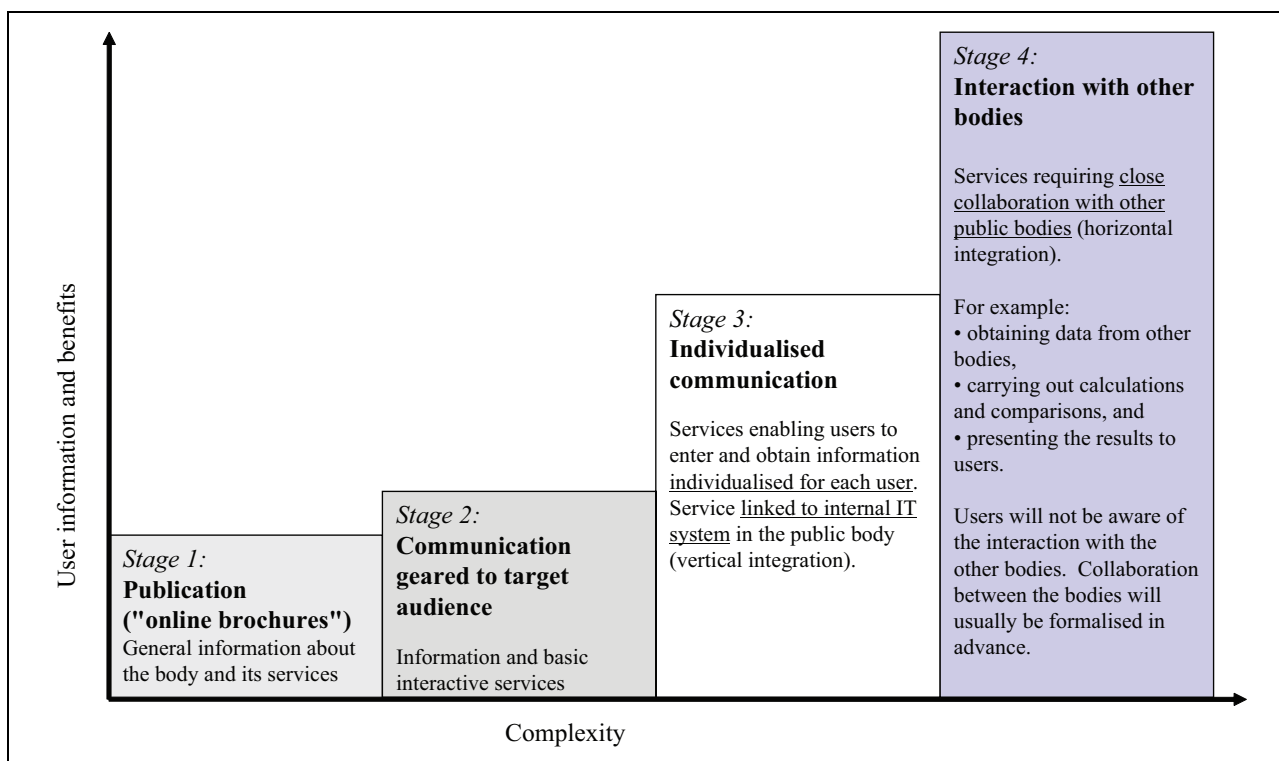 User information and benefits
Stage 1:
Publication
("online brochures")
General information about
the body and its services
Stage 2:
Communication
geared to target
audience
Information and basic
interactive services
Stage 3:
Individualised
communication
Services enabling users to
enter and obtain information
individualised for each user.
Service linked to internal IT
system in the public body
(vertical integration).
Stage 4:
Interaction with other
bodies
Services requiring close
collaboration with other
public bodies (horizontal
integration).
For example:
• obtaining data from other
bodies,
• carrying out calculations
and comparisons, and
• presenting the results to
users.
Users will not be aware of
the interaction with the
other bodies.  Collaboration
between the bodies will
usually be formalised in
advance.
Complexity